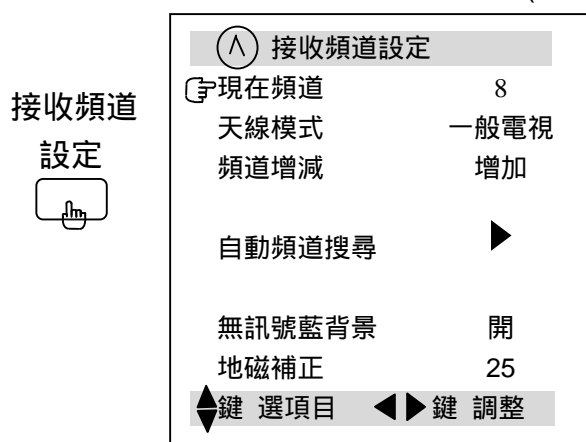 接收頻道
設定
接收頻道設定
現在頻道 8
天線模式 一般電視
頻道增減 增加
自動頻道搜尋 ▶
無訊號藍背景 開
地磁補正 25
鍵 選項目 ◀▶鍵 調整